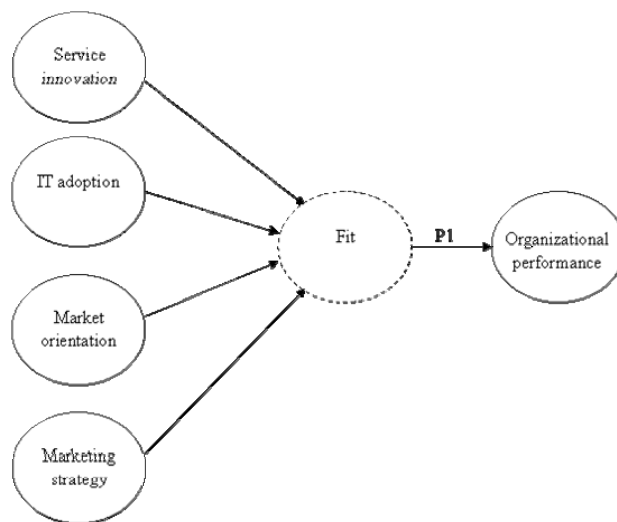 Service
innovation
IT adoption
Market
orientation
Marketing
strategy
Fit
P1
Organizational
performance